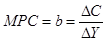 MPC = b = ΔC / ΔY